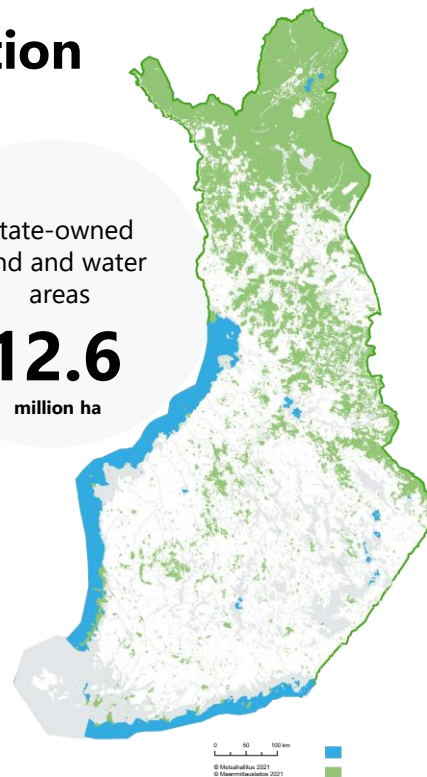 tion
tate-owned
nd and water
areas
12.6
million ha
0 50 100 km
© Metsähallitus 2021
© Maanmittauslaitos 2021